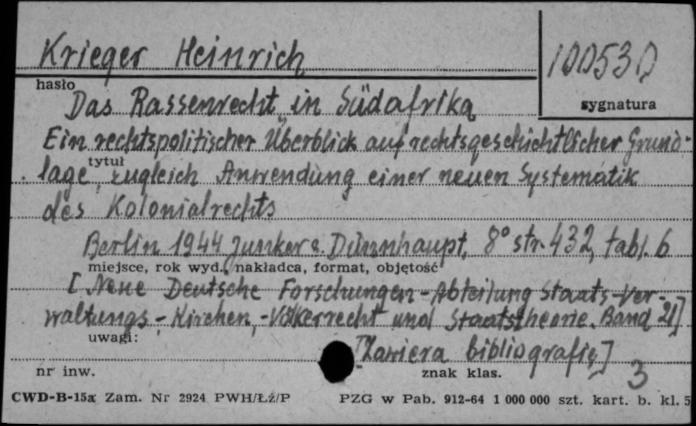 Krieger Heinrich
100530
hasło
sygnatura
Das Rassenrecht in Südafrika
Ein rechtspolitischer Überblick auf rechtsgeschichtlicher Grund-
tytuł
lage, zugleich Anwendung einer neuen Systematik
des Kolonialrechts
Berlin 1944 Junker & Dünnhaupt, 8° str. 432, tabl. 6
miejsce, rok wyd., nakładca, format, objętość
[Neue Deutsche Forschungen - Abteilung Staats-Ver-
waltungs-, Kirchen,-Völkerrecht und Staatstheorie. Band 21].
uwagi:
[Zawiera bibliografię]
nr inw.
znak klas.
3
CWD-B-15a Zam. Nr 2924 PWH/Łź/P
PZG w Pab. 912-64 1 000 000 szt. kart. b. kl. 5